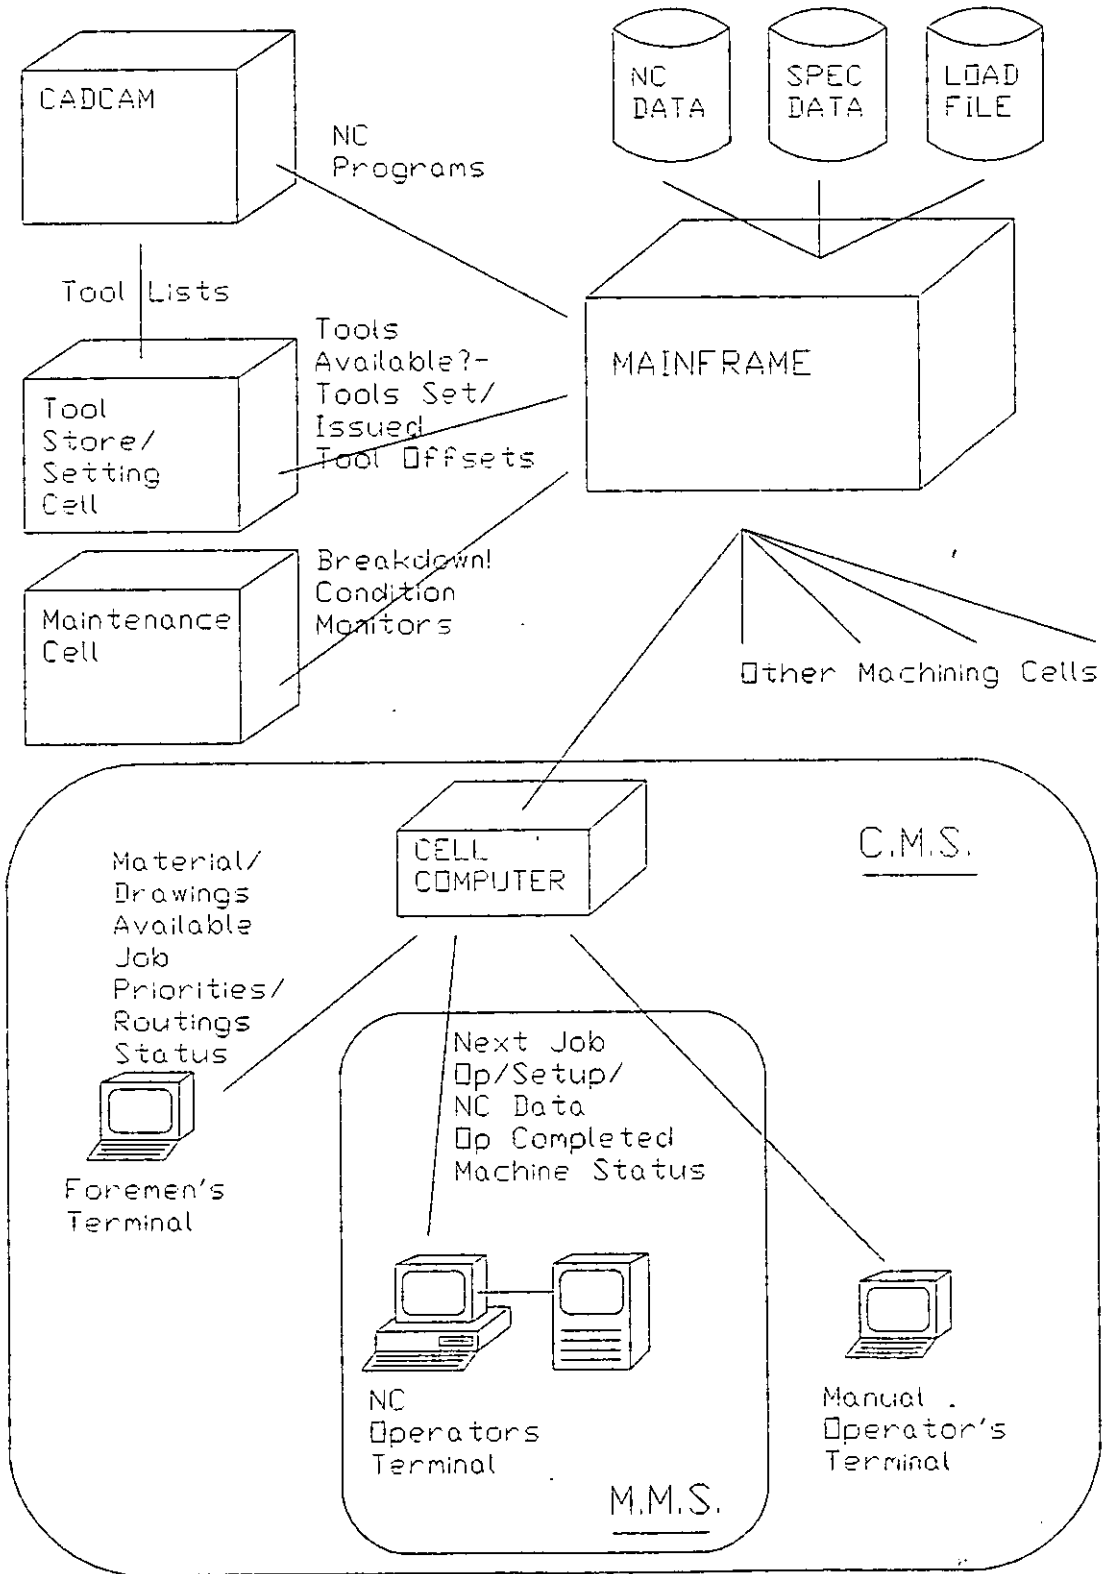 CADCAM
NC
Programs
NC
DATA
SPEC
DATA
LOAD
FILE
Tool Lists
Tools
Available?-
Tools Set/
Issued
Tool Offsets
MAINFRAME
Tool
Store/
Setting
Cell
Breakdown!
Condition
Monitors
Maintenance
Cell
Other Machining Cells
CELL
COMPUTER
C.M.S.
Material/
Drawings
Available
Job
Priorities/
Routings
Status
Next Job
Op/Setup/
NC Data
Op Completed
Machine Status
Foremen's
Terminal
NC
Operators
Terminal
Manual
Operator's
Terminal
M.M.S.